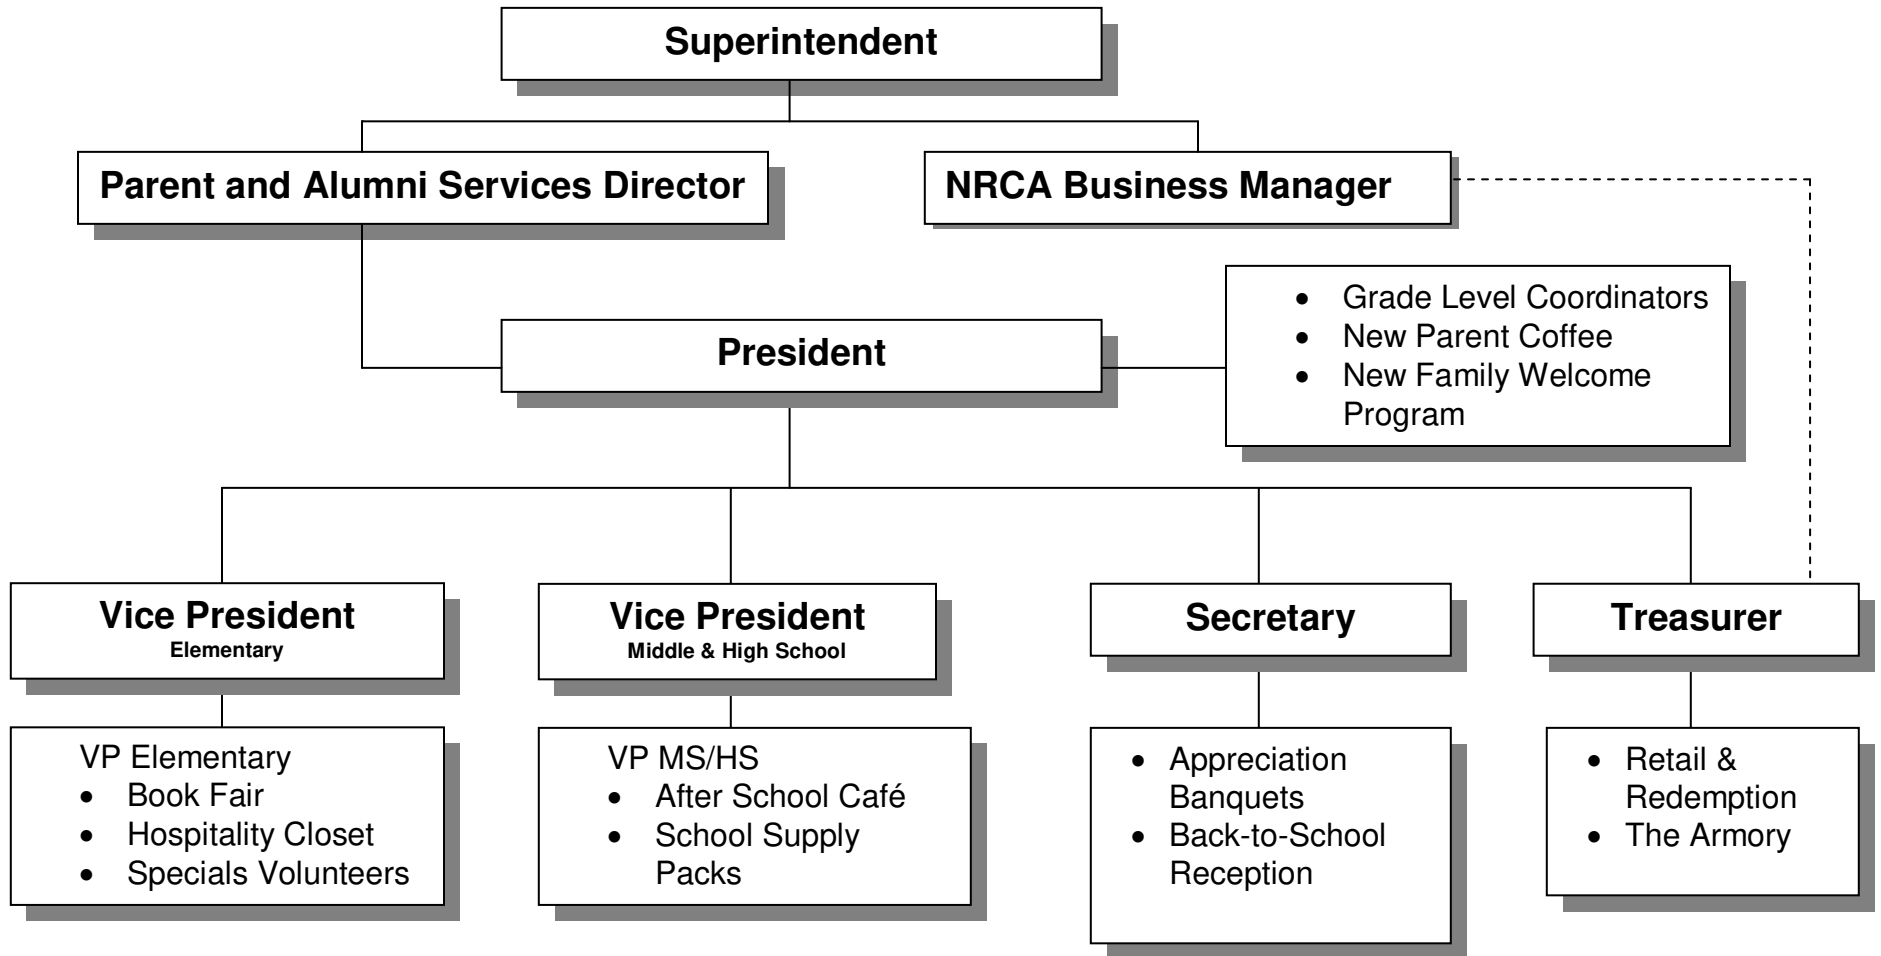 Superintendent
Parent and Alumni Services Director
NRCA Business Manager
• Grade Level Coordinators
• New Parent Coffee
• New Family Welcome
Program
President
Vice President
Elementary
Vice President
Middle & High School
Secretary
Treasurer
VP Elementary
• Book Fair
• Hospitality Closet
• Specials Volunteers
VP MS/HS
• After School Café
• School Supply
Packs
• Appreciation
Banquets
• Back-to-School
Reception
• Retail &
Redemption
• The Armory